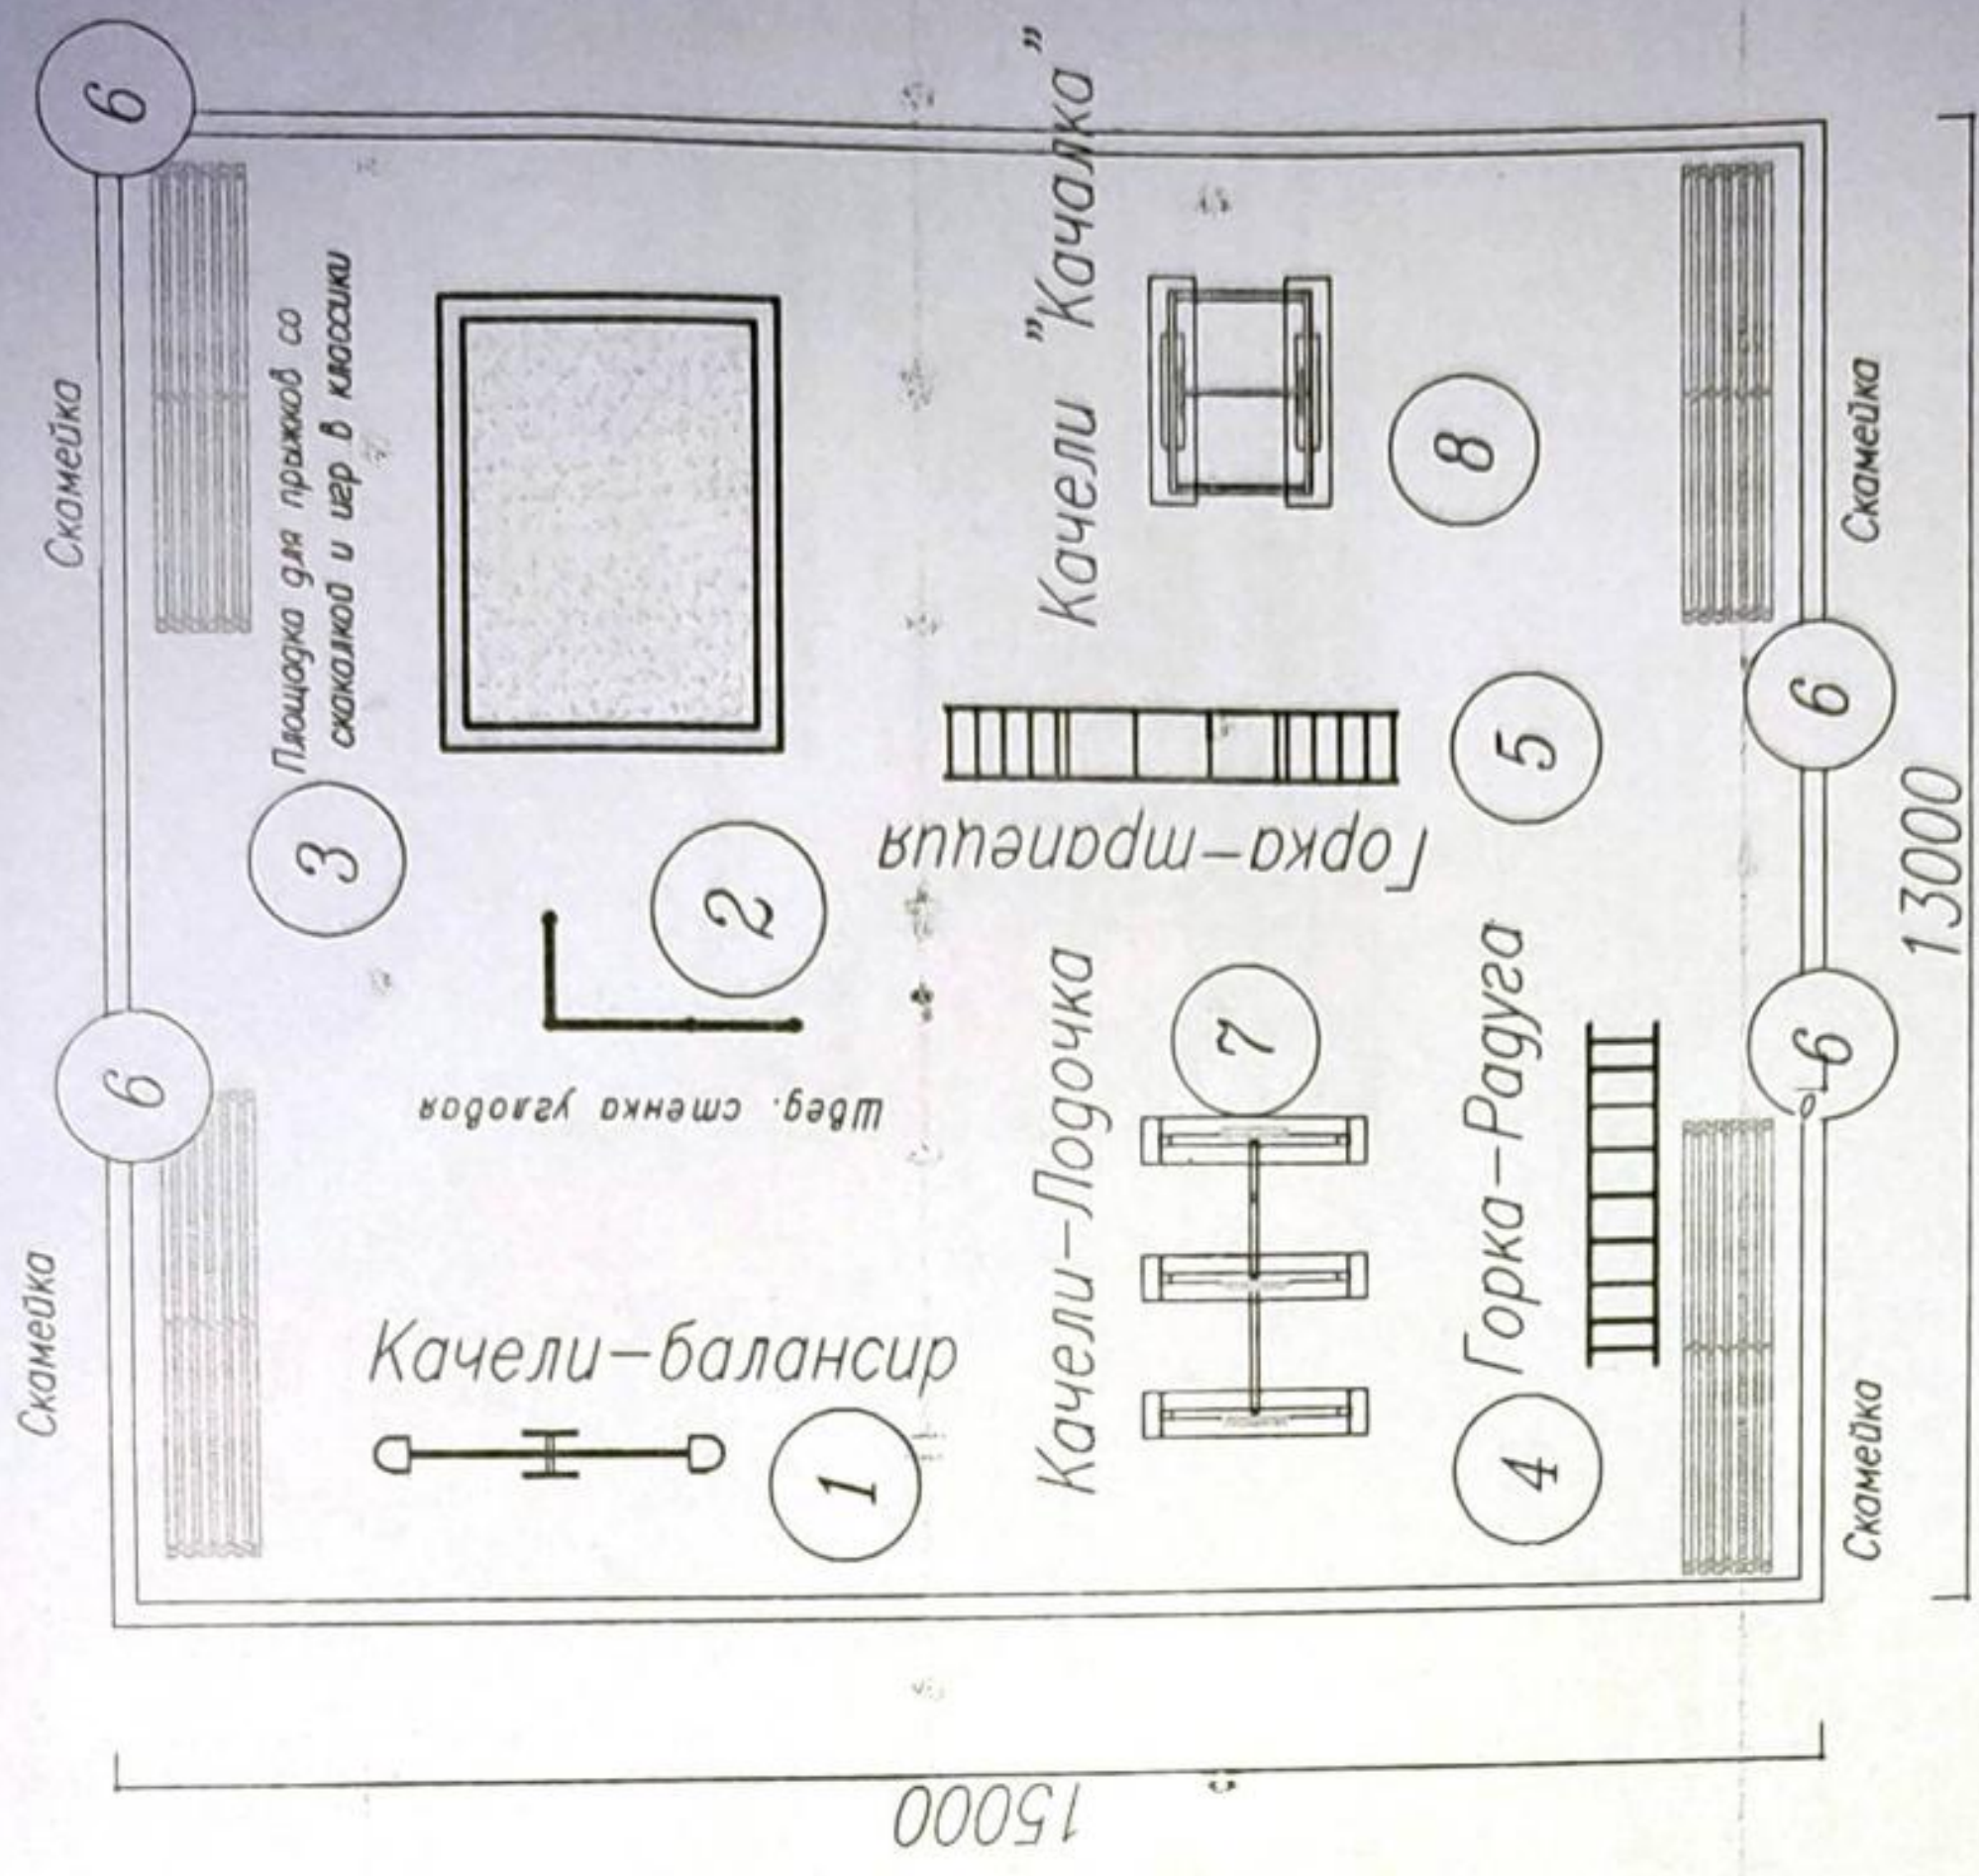 6
Скамейка
6
Скамейка
3
Площадка для прыжков со
скакалкой и игр в классики
2
Швед. стенка угловая
Качели-балансир
1
Качели "Качалка"
8
Горка-трапеция
5
Качели-Лодочка
7
Горка-Радуга
4
Скамейка
6
6
Скамейка
13000
15000